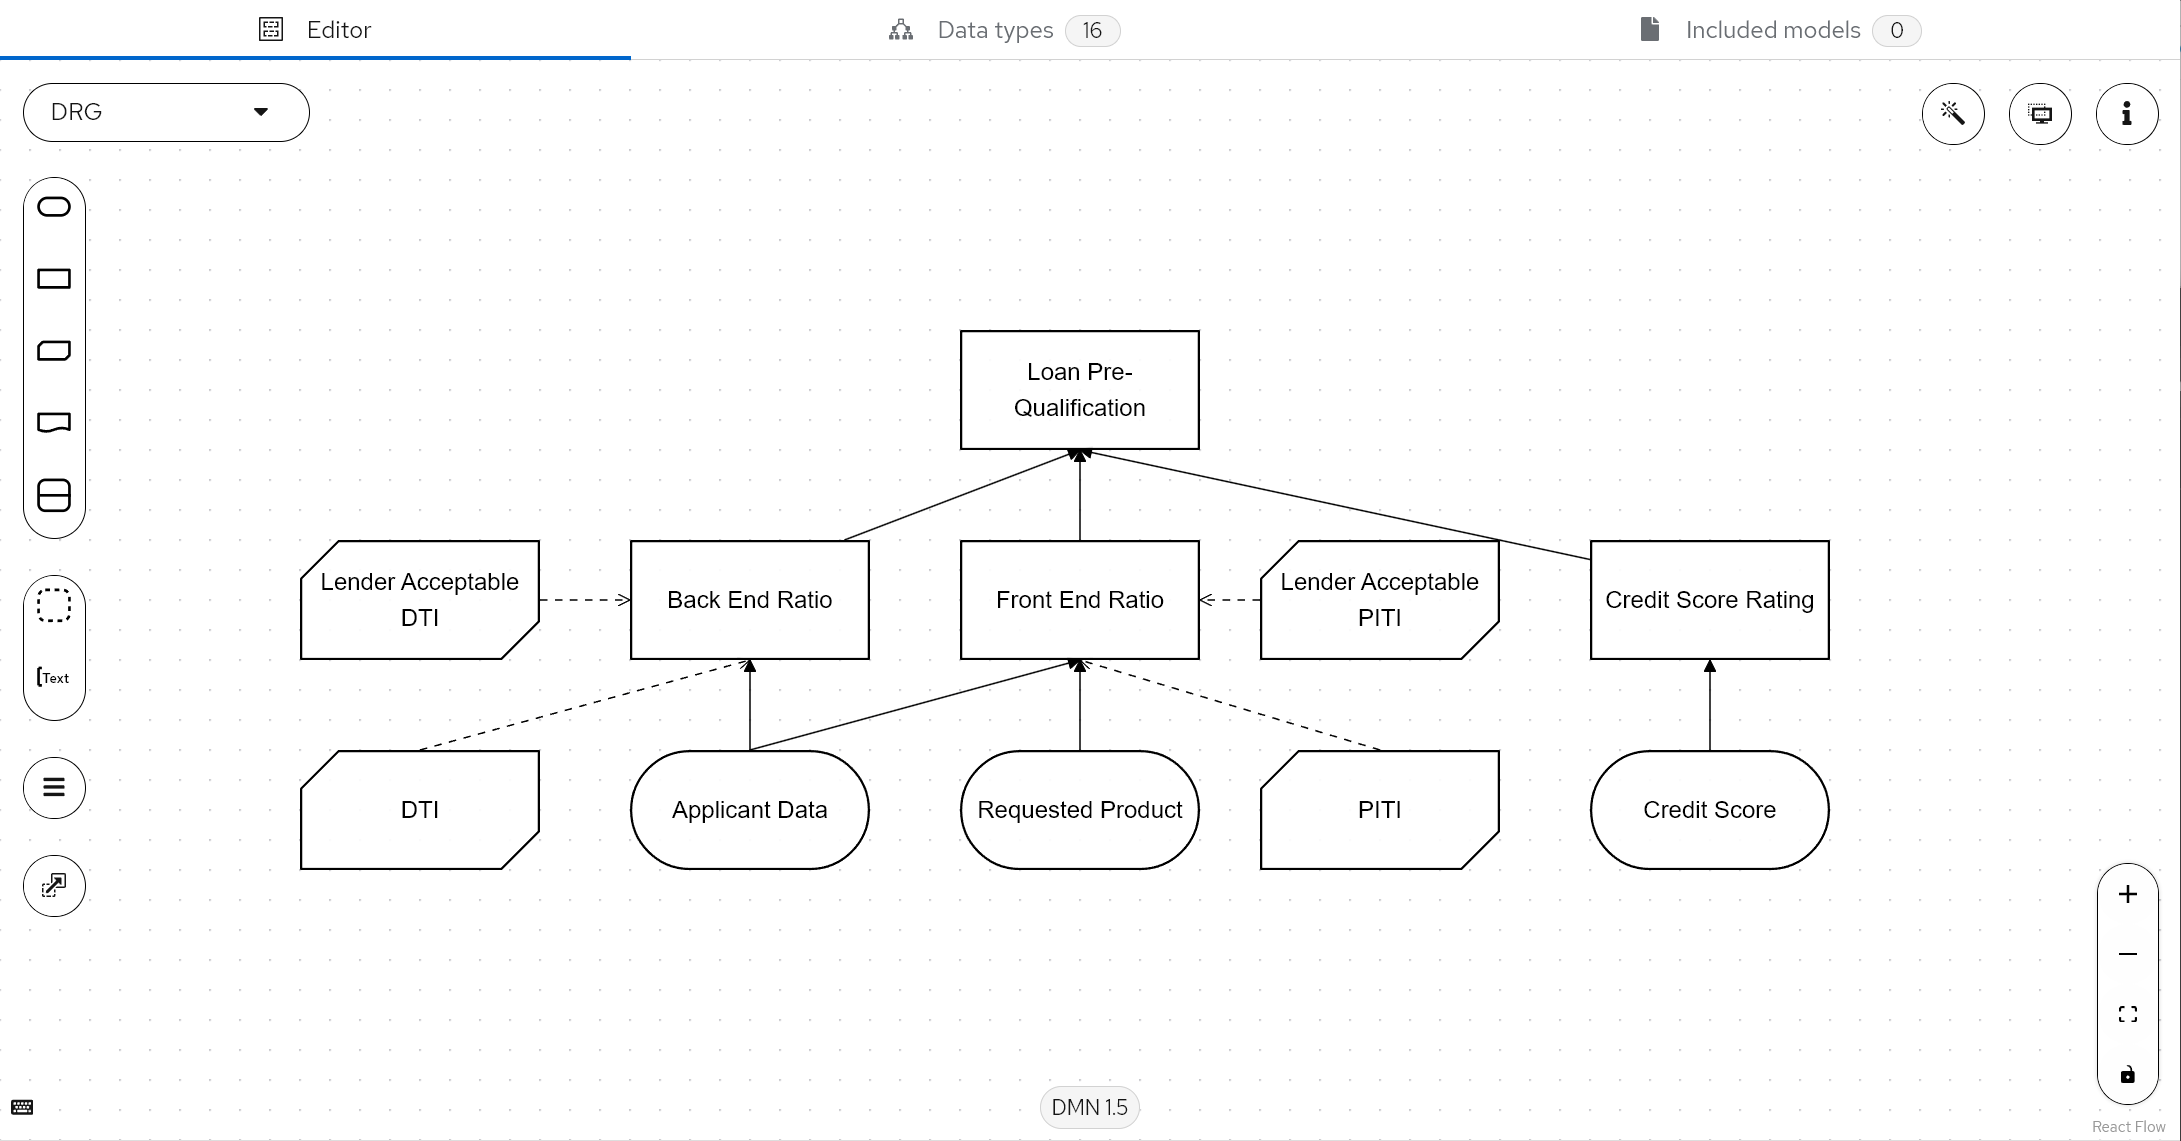 Editor
Data types 16
Included models 0
DRG
Loan Pre-
Qualification
Lender Acceptable
DTI
Back End Ratio
Front End Ratio
Lender Acceptable
PITI
Credit Score Rating
Text
DTI
Applicant Data
Requested Product
PITI
Credit Score
DMN 1.5
React Flow